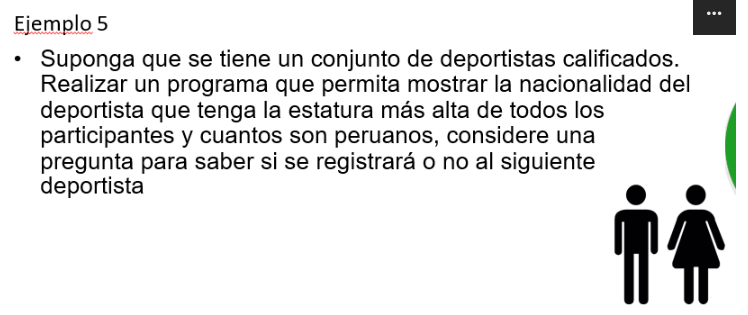 Ejemplo 5
• Suponga que se tiene un conjunto de deportistas calificados.
Realizar un programa que permita mostrar la nacionalidad del
deportista que tenga la estatura más alta de todos los
participantes y cuantos son peruanos, considere una
pregunta para saber si se registrará o no al siguiente
deportista